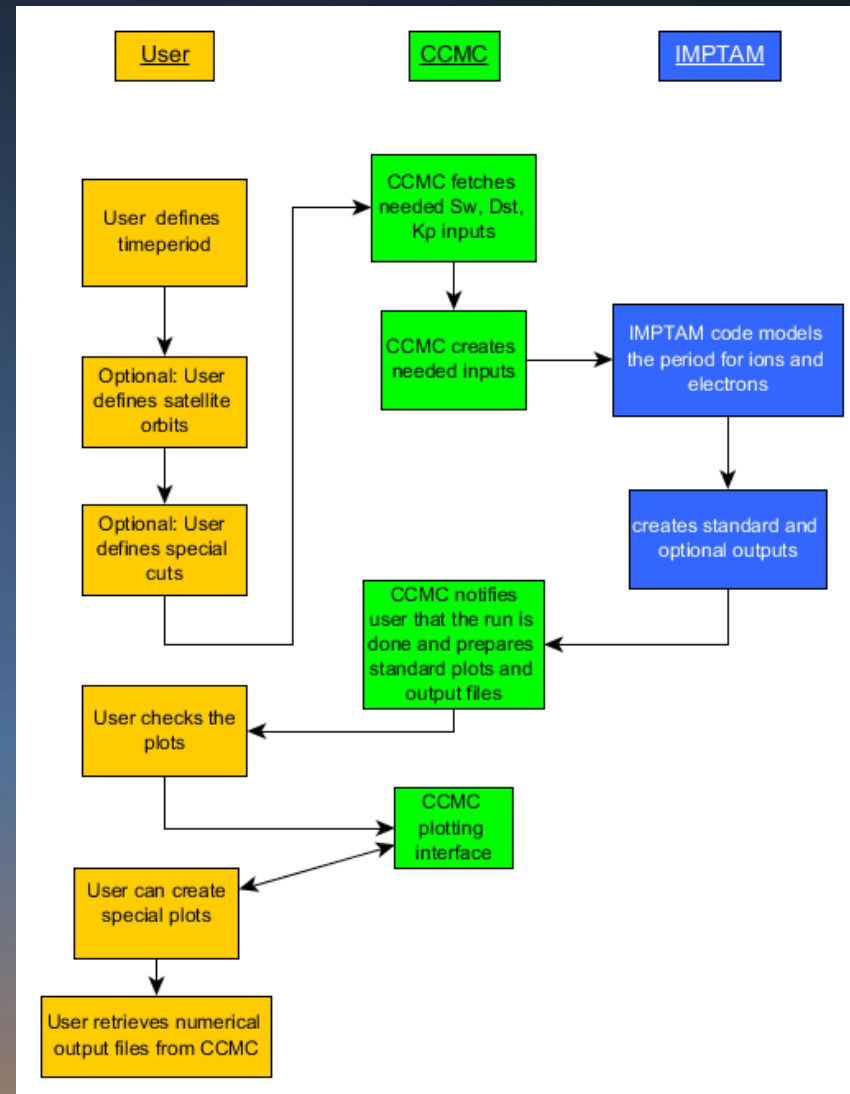 User
CCMC
IMPTAM
User defines
timeperiod
Optional: User
defines satellite
orbits
Optional: User
defines special
cuts
CCMC fetches
needed Sw, Dst,
Kp inputs
CCMC creates
needed inputs
IMPTAM code models
the period for ions and
electrons
creates standard and
optional outputs
CCMC notifies
user that the run is
done and prepares
standard plots and
output files
User checks the
plots
CCMC
plotting
interface
User can create
special plots
User retrieves numerical
output files from CCMC